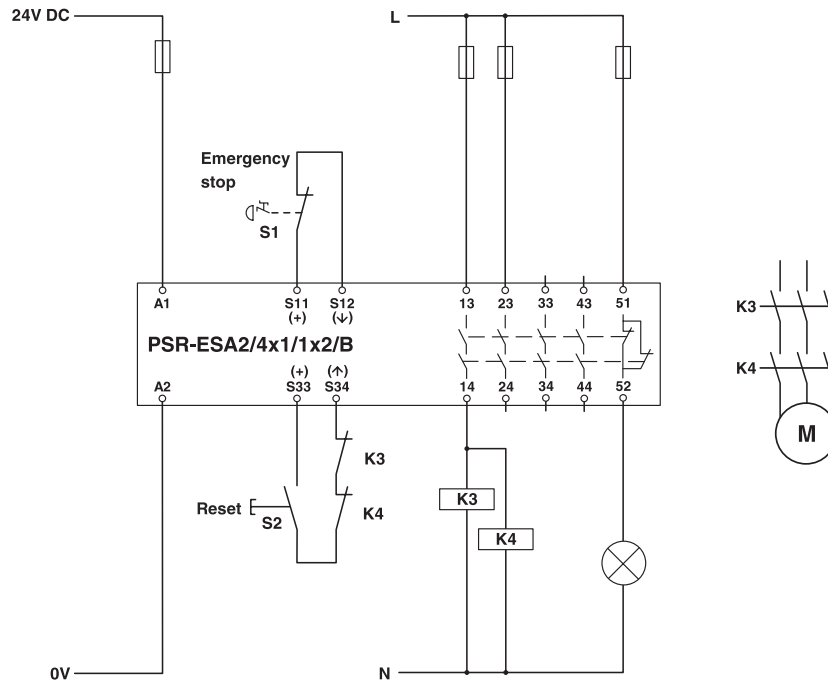 24V DC
L
Emergency
stop
S1
A1
S11
(+)
S12
(↓)
13
23
33
43
51
PSR-ESA2/4x1/1x2/B
A2
(+)
S33
(↑)
S34
14
24
34
44
52
K3
K4
Reset
S2
K3
K4
K3
K4
M
0V
N